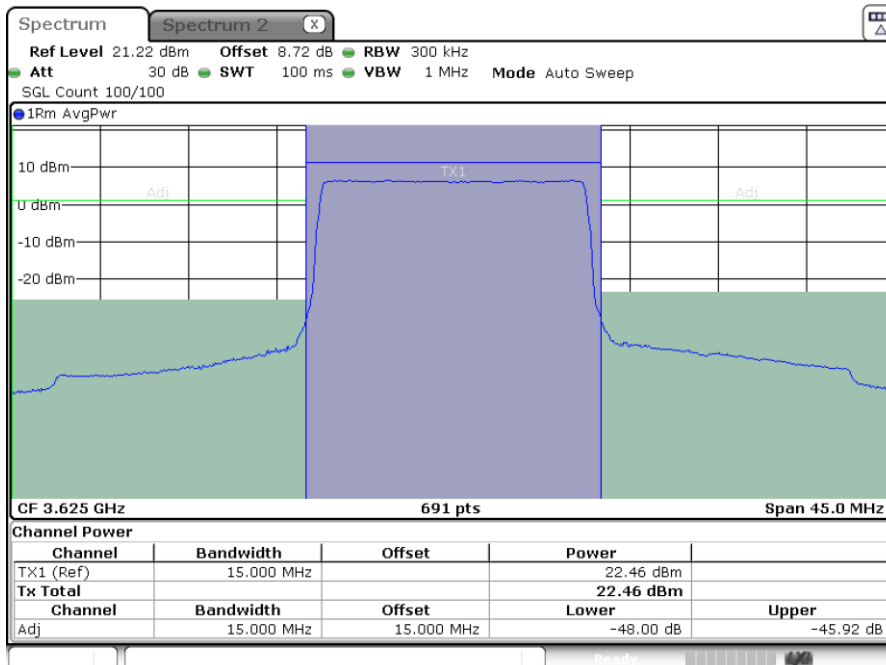 Spectrum Spectrum 2 X
Ref Level 21.22 dBm Offset 8.72 dB RBW 300 kHz
Att 30 dB SWT 100 ms VBW 1 MHz Mode Auto Sweep
SGL Count 100/100
1Rm AvgPwr
10 dBm
TX1
Adj Adj
0 dBm
-10 dBm
-20 dBm
CF 3.625 GHz 691 pts Span 45.0 MHz
Channel Power
Channel Bandwidth Offset Power
TX1 (Ref) 15.000 MHz 22.46 dBm
Tx Total 22.46 dBm
Channel Bandwidth Offset Lower Upper
Adj 15.000 MHz 15.000 MHz -48.00 dB -45.92 dB
Ready